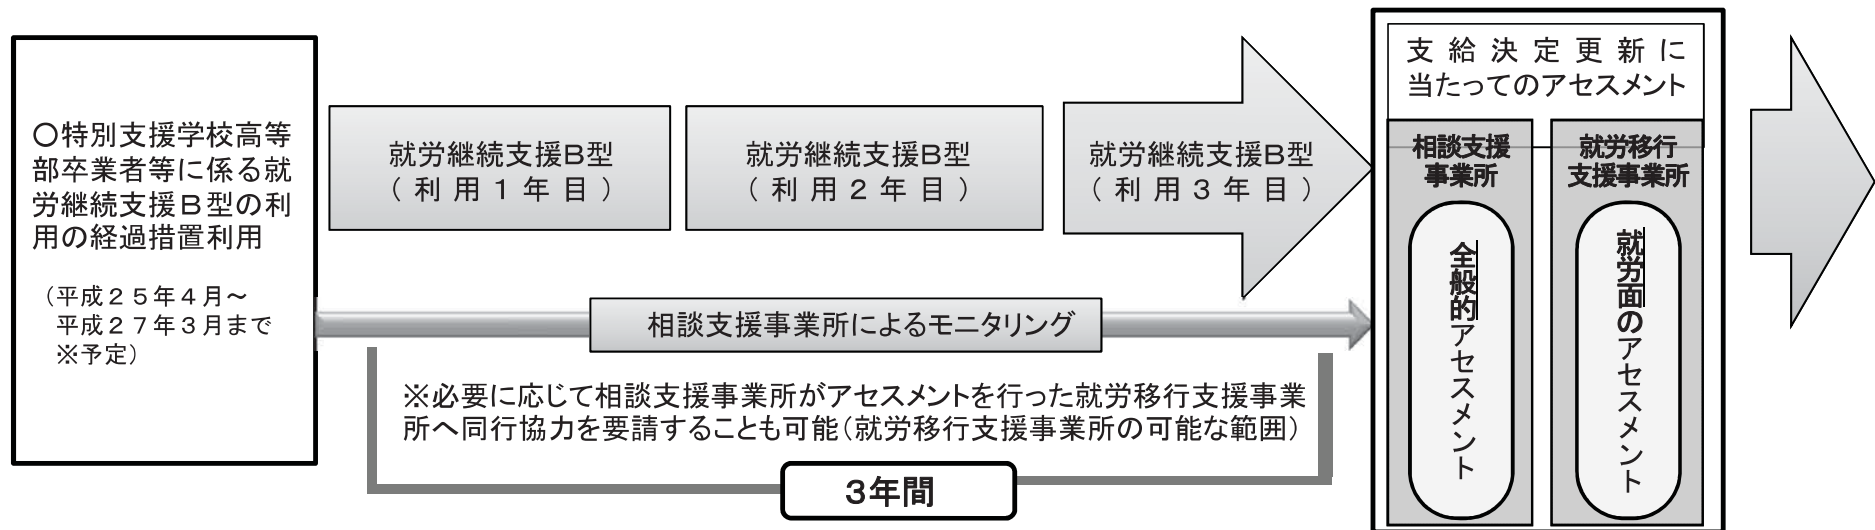 〇特別支援学校高等
部卒業者等に係る就
労継続支援Ｂ型の利
用の経過措置利用
（平成２５年４月～
平成２７年３月まで
※予定）
就労継続支援Ｂ型
（利用１年目）
就労継続支援Ｂ型
（利用２年目）
就労継続支援Ｂ型
（利用３年目）
相談支援事業所によるモニタリング
※必要に応じて相談支援事業所がアセスメントを行った就労移行支援事業
所へ同行協力を要請することも可能（就労移行支援事業所の可能な範囲）
３年間
支給決定更新に
当たってのアセスメント
相談支援
事業所
全般的アセスメント
就労移行
支援事業所
就労面のアセスメント